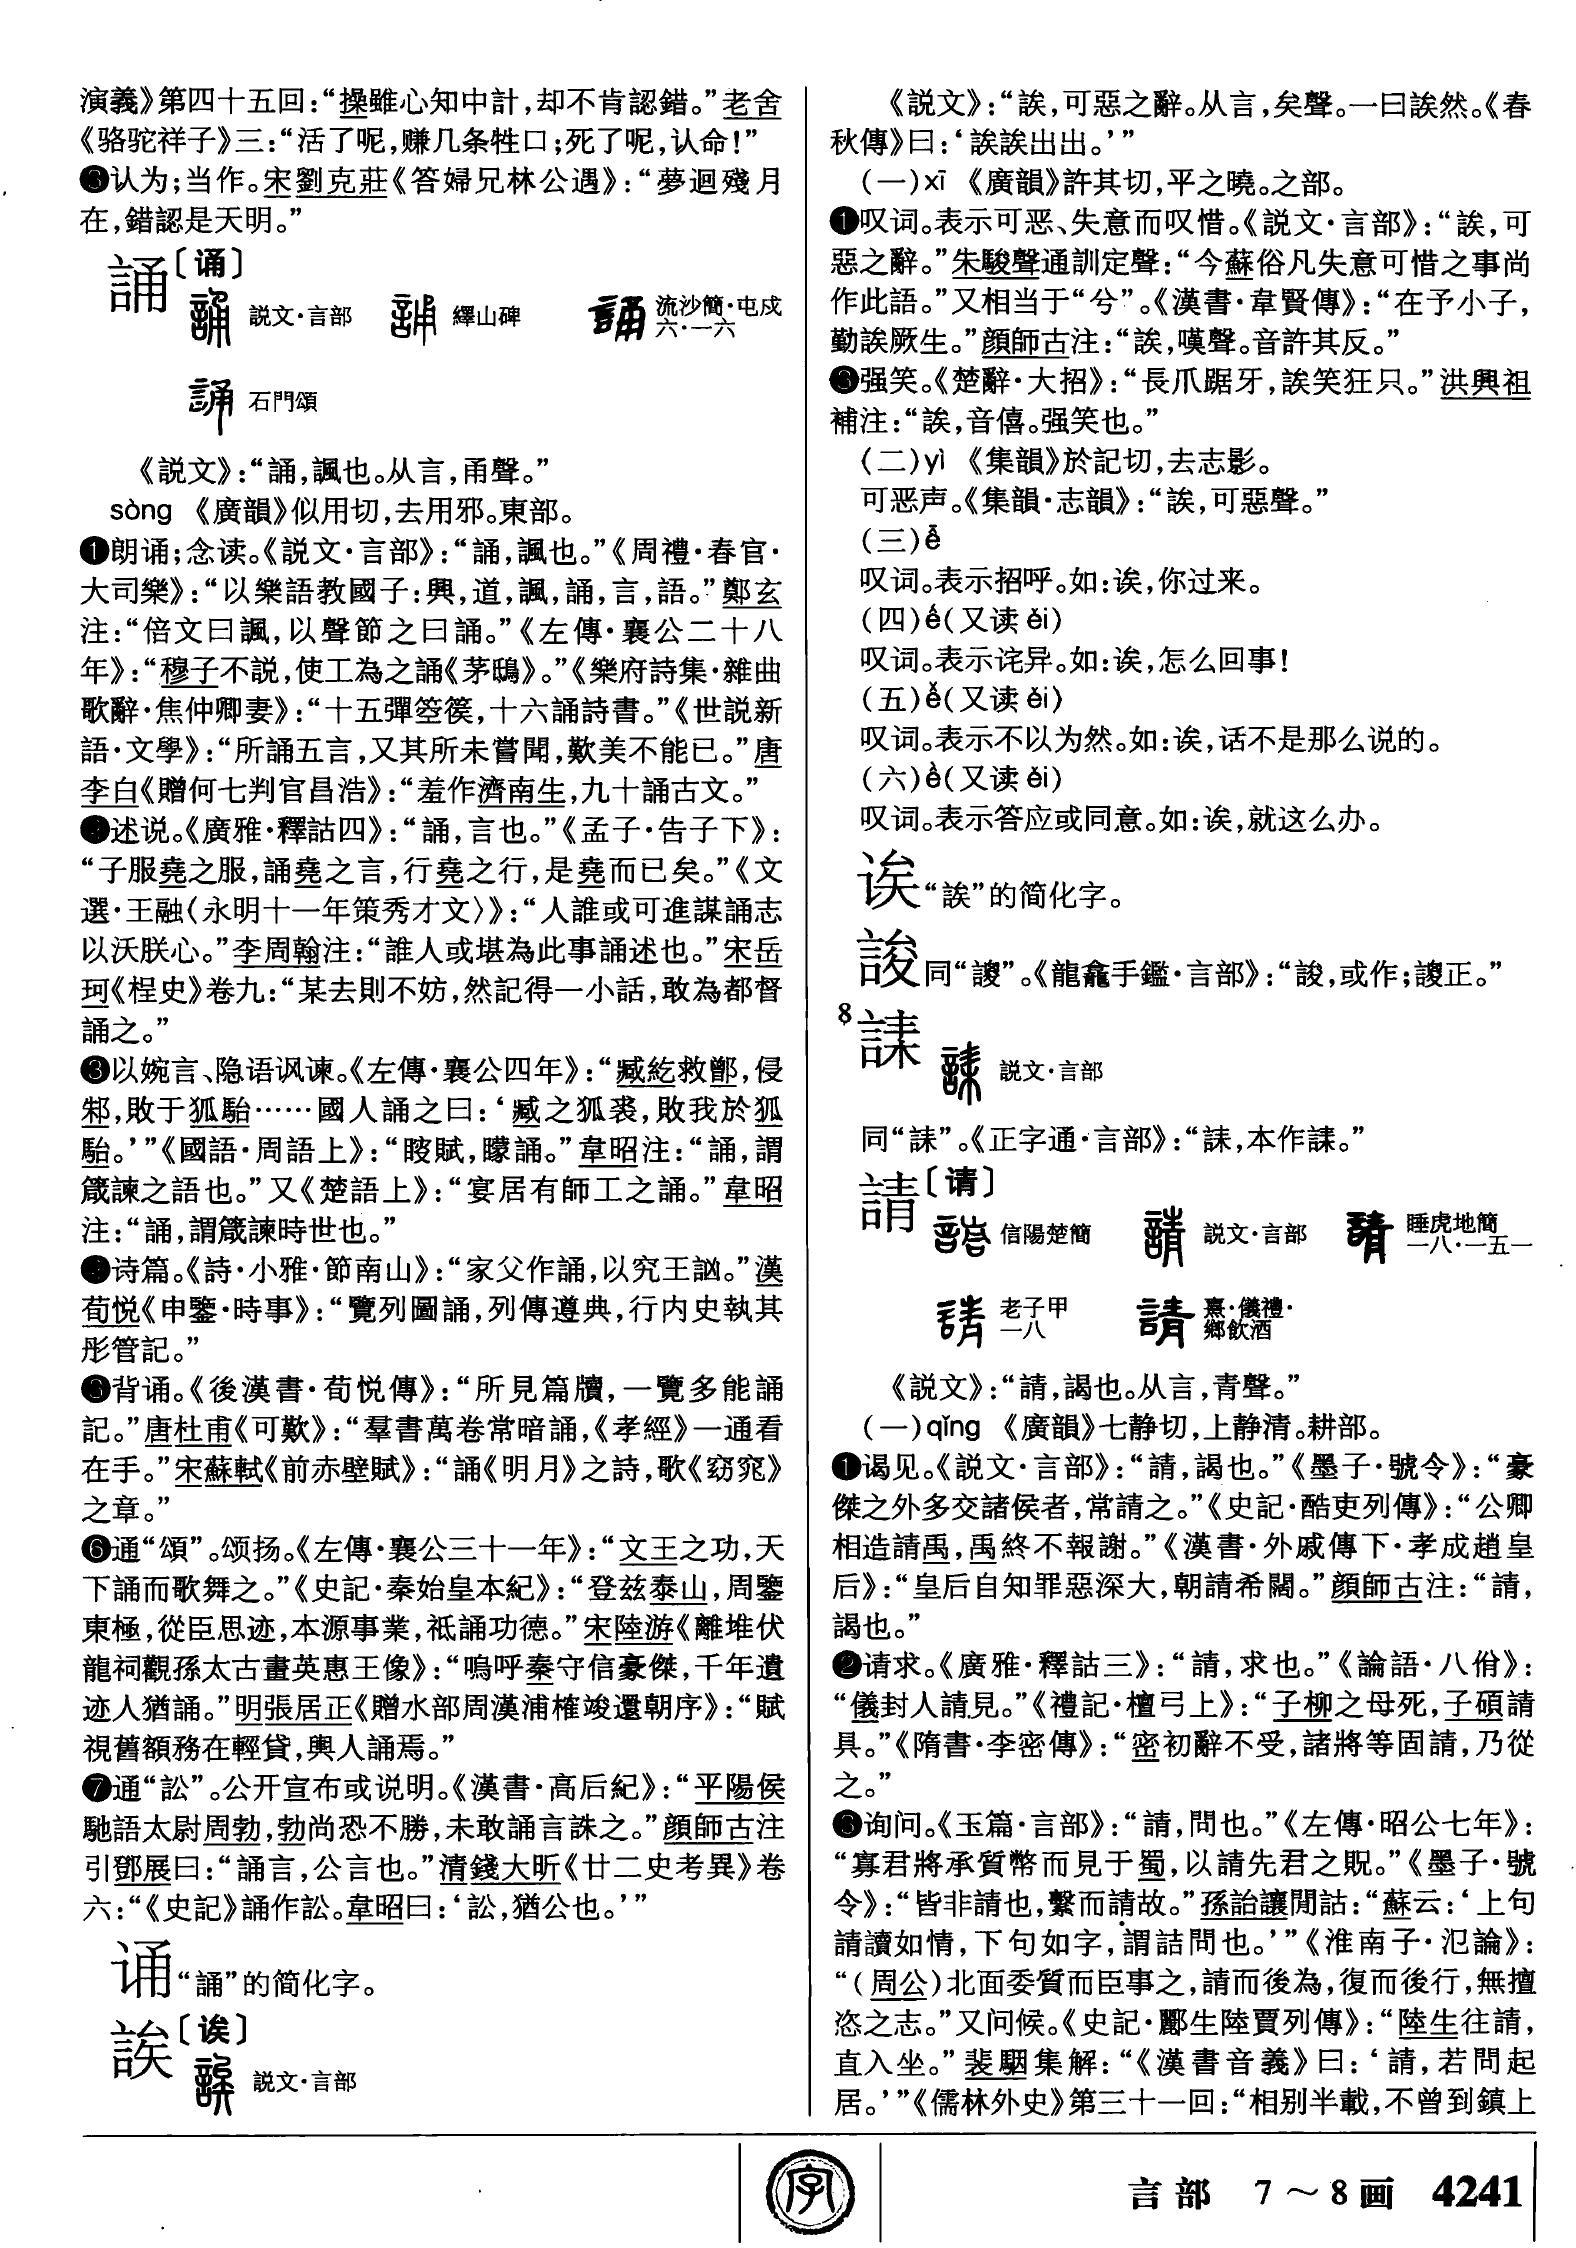 演義》第四十五回：“操雖心知中計，却不肯認錯。”老舍
《骆驼祥子》三：“活了呢，赚几条牲口；死了呢，认命！”
❸认为；当作。宋劉克莊《答婦兄林公遇》：“夢迴殘月
在，錯認是天明。”
誦〔诵〕
説文·言部 繹山碑 流沙簡·屯戍
六·一六
石門頌
《説文》：“誦，諷也。从言，甬聲。”
sòng 《廣韻》似用切，去用邪。東部。
❶朗诵；念读。《説文·言部》：“誦，諷也。”《周禮·春官·
大司樂》：“以樂語教國子：興，道，諷，誦，言，語。”鄭玄
注：“倍文曰諷，以聲節之曰誦。”《左傳·襄公二十八
年》：“穆子不説，使工為之誦《茅鴟》。”《樂府詩集·雜曲
歌辭·焦仲卿妻》：“十五彈箜篌，十六誦詩書。”《世説新
語·文學》：“所誦五言，又其所未嘗聞，歎美不能已。”唐
李白《贈何七判官昌浩》：“羞作濟南生，九十誦古文。”
❷述说。《廣雅·釋詁四》：“誦，言也。”《孟子·告子下》：
“子服堯之服，誦堯之言，行堯之行，是堯而已矣。”《文
選·王融〈永明十一年策秀才文〉》：“人誰或可進謀誦志
以沃朕心。”李周翰注：“誰人或堪為此事誦述也。”宋岳
珂《桯史》卷九：“某去則不妨，然記得一小話，敢為都督
誦之。”
❸以婉言、隐语讽谏。《左傳·襄公四年》：“臧紇救鄫，侵
邾，敗于狐駘……國人誦之曰：‘臧之狐裘，敗我於狐
駘。’”《國語·周語上》：“瞍賦，矇誦。”韋昭注：“誦，謂
箴諫之語也。”又《楚語上》：“宴居有師工之誦。”韋昭
注：“誦，謂箴諫時世也。”
❹诗篇。《詩·小雅·節南山》：“家父作誦，以究王訩。”漢
荀悦《申鑒·時事》：“覽列圖誦，列傳遵典，行内史執其
彤管記。”
❺背诵。《後漢書·荀悦傳》：“所見篇牘，一覽多能誦
記。”唐杜甫《可歎》：“羣書萬卷常暗誦，《孝經》一通看
在手。”宋蘇軾《前赤壁賦》：“誦《明月》之詩，歌《窈窕》
之章。”
❻通“頌”。颂扬。《左傳·襄公三十一年》：“文王之功，天
下誦而歌舞之。”《史記·秦始皇本紀》：“登兹泰山，周鑒
東極，從臣思迹，本源事業，祗誦功德。”宋陸游《離堆伏
龍祠觀孫太古畫英惠王像》：“嗚呼秦守信豪傑，千年遺
迹人猶誦。”明張居正《贈水部周漢浦榷竣還朝序》：“賦
視舊額務在輕貸，輿人誦焉。”
❼通“訟”。公开宣布或说明。《漢書·高后紀》：“平陽侯
馳語太尉周勃，勃尚恐不勝，未敢誦言誅之。”顔師古注
引鄧展曰：“誦言，公言也。”清錢大昕《廿二史考異》卷
六：“《史記》誦作訟。韋昭曰：‘訟，猶公也。’”
诵“誦”的简化字。
誒〔诶〕
説文·言部
《説文》：“誒，可惡之辭。从言，矣聲。一曰誒然。《春
秋傳》曰：‘誒誒出出。’”
（一）xī 《廣韻》許其切，平之曉。之部。
❶叹词。表示可恶、失意而叹惜。《説文·言部》：“誒，可
惡之辭。”朱駿聲通訓定聲：“今蘇俗凡失意可惜之事尚
作此語。”又相当于“兮”。《漢書·韋賢傳》：“在予小子，
勤誒厥生。”顔師古注：“誒，嘆聲。音許其反。”
❷强笑。《楚辭·大招》：“長爪踞牙，誒笑狂只。”洪興祖
補注：“誒，音僖。强笑也。”
（二）yì 《集韻》於記切，去志影。
可恶声。《集韻·志韻》：“誒，可惡聲。”
（三）ê̄
叹词。表示招呼。如：诶，你过来。
（四）ế（又读éi）
叹词。表示诧异。如：诶，怎么回事！
（五）ê̌（又读ěi）
叹词。表示不以为然。如：诶，话不是那么说的。
（六）ề（又读èi）
叹词。表示答应或同意。如：诶，就这么办。
诶“誒”的简化字。
誜同“謏”。《龍龕手鑑·言部》：“誜，或作；謏正。”
8
説文·言部
同“誄”。《正字通·言部》：
請〔请〕
信陽楚簡 説文·言部 睡虎地簡
一八·一五一
老子甲
一八 熹·儀禮·
鄉飲酒
《説文》：“請，謁也。从言，青聲。”
（一）qǐng 《廣韻》七静切，上静清。耕部。
❶谒见。《説文·言部》：“請，謁也。”《墨子·號令》：“豪
傑之外多交諸侯者，常請之。”《史記·酷吏列傳》：“公卿
相造請禹，禹終不報謝。”《漢書·外戚傳下·孝成趙皇
后》：“皇后自知罪惡深大，朝請希闊。”顔師古注：“請，
謁也。”
❷请求。《廣雅·釋詁三》：“請，求也。”《論語·八佾》：
“儀封人請見。”《禮記·檀弓上》：“子柳之母死，子碩請
具。”《隋書·李密傳》：“密初辭不受，諸將等固請，乃從
之。”
❸询问。《玉篇·言部》：“請，問也。”《左傳·昭公七年》：
“寡君將承質幣而見于蜀，以請先君之貺。”《墨子·號
令》：“皆非請也，繫而請故。”孫詒讓閒詁：“蘇云：‘上句
請讀如情，下句如字，謂詰問也。’”《淮南子·氾論》：
“（周公）北面委質而臣事之，請而後為，復而後行，無擅
恣之志。”又问候。《史記·酈生陸賈列傳》：“陸生往請，
直入坐。”裴駰集解：“《漢書音義》曰：‘請，若問起
居。’”《儒林外史》第三十一回：“相别半載，不曾到鎮上
字
言部 7～8画 4241